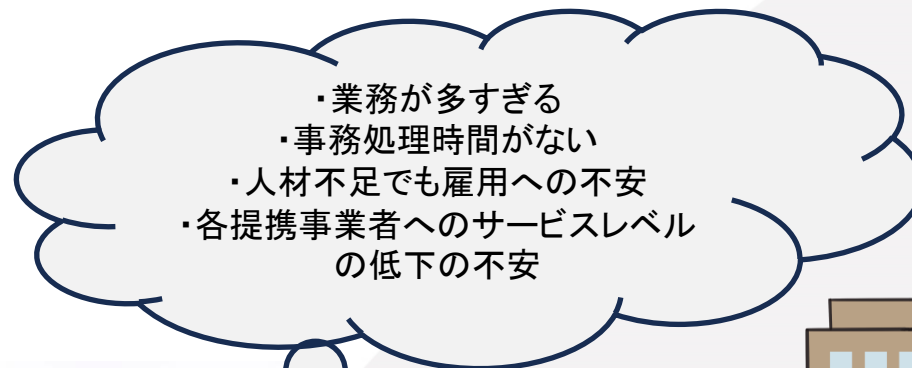 ・業務が多すぎる
・事務処理時間がない
・人材不足でも雇用への不安
・各提携事業者へのサービスレベル
の低下の不安